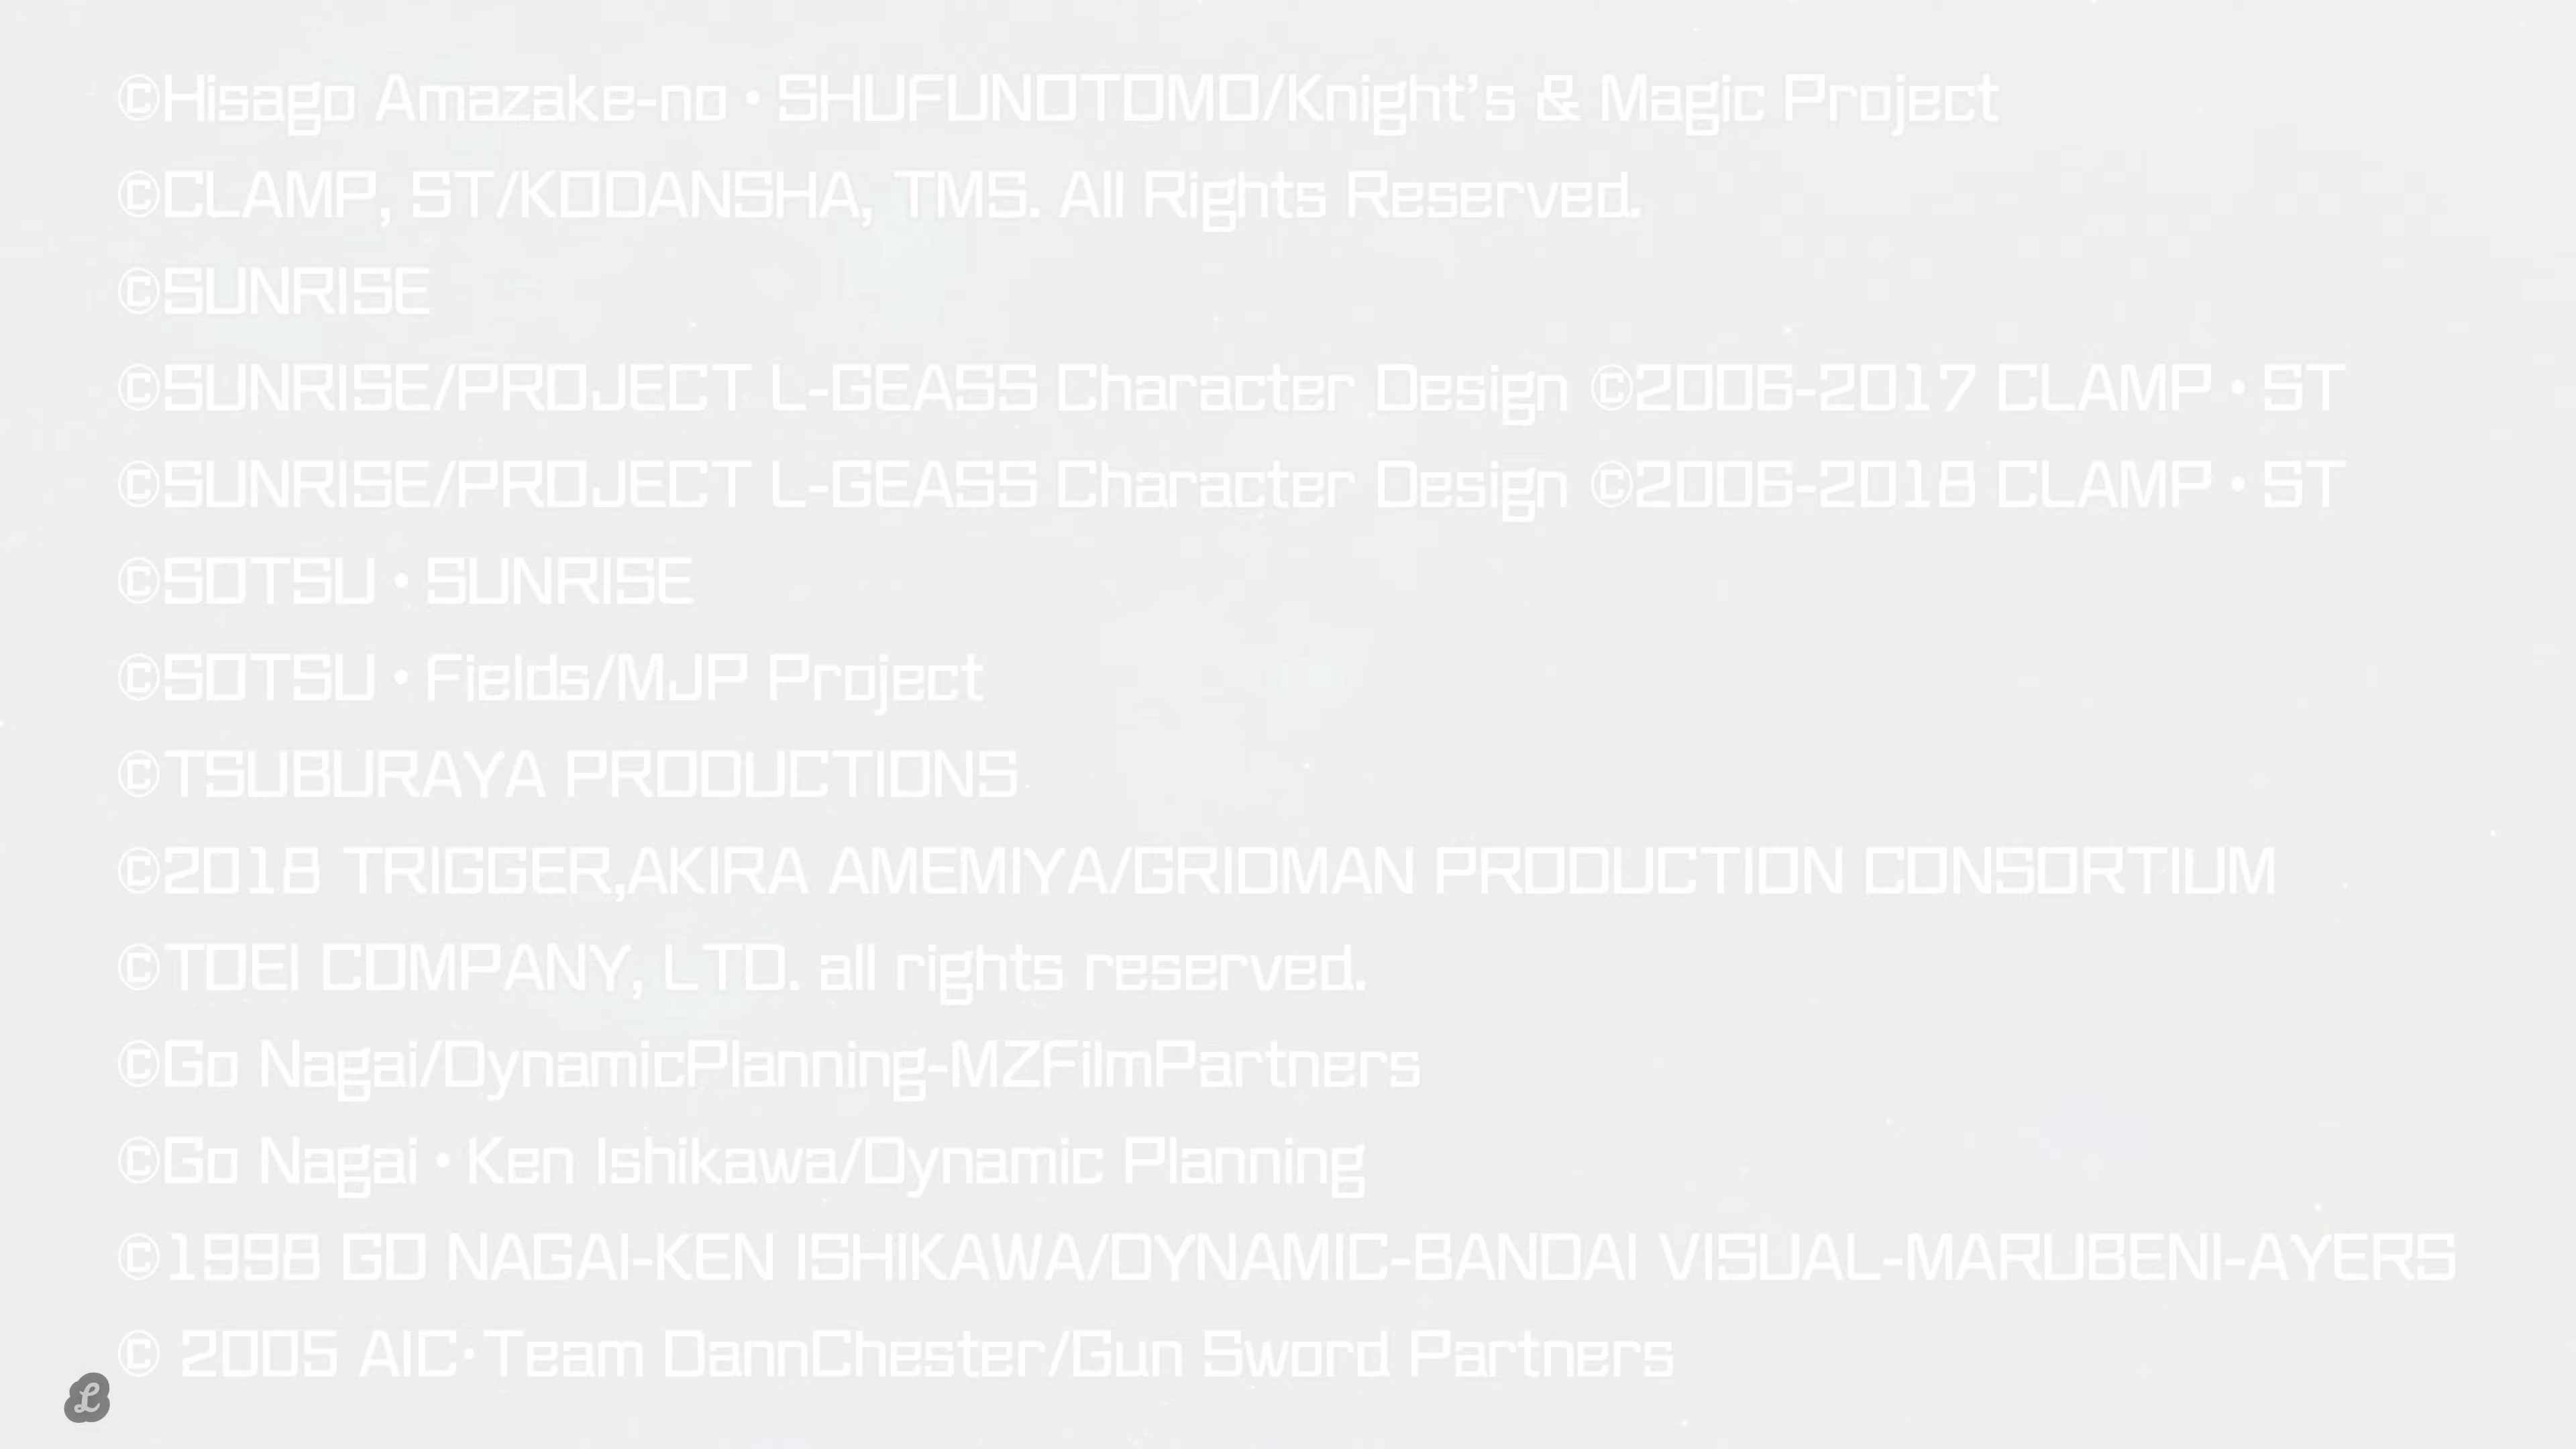 ©Hisago Amazake-no • SHUFUNOTOMO/Knight's & Magic Project
©CLAMP, ST/KODANSHA, TMS. All Rights Reserved.
©SUNRISE
©SUNRISE/PROJECT L-GEASS Character Design ©2006-2017 CLAMP • ST
©SUNRISE/PROJECT L-GEASS Character Design ©2006-2018 CLAMP • ST
©SOTSU • SUNRISE
©SOTSU • Fields/MJP Project
©TSUBURAYA PRODUCTIONS
©2018 TRIGGER,AKIRA AMEMIYA/GRIDMAN PRODUCTION CONSORTIUM
©TOEI COMPANY, LTD. all rights reserved.
©Go Nagai/DynamicPlanning-MZFilmPartners
©Go Nagai • Ken Ishikawa/Dynamic Planning
©1998 GO NAGAI-KEN ISHIKAWA/DYNAMIC-BANDAI VISUAL-MARUBENI-AYERS
© 2005 AIC•Team DannChester/Gun Sword Partners
L